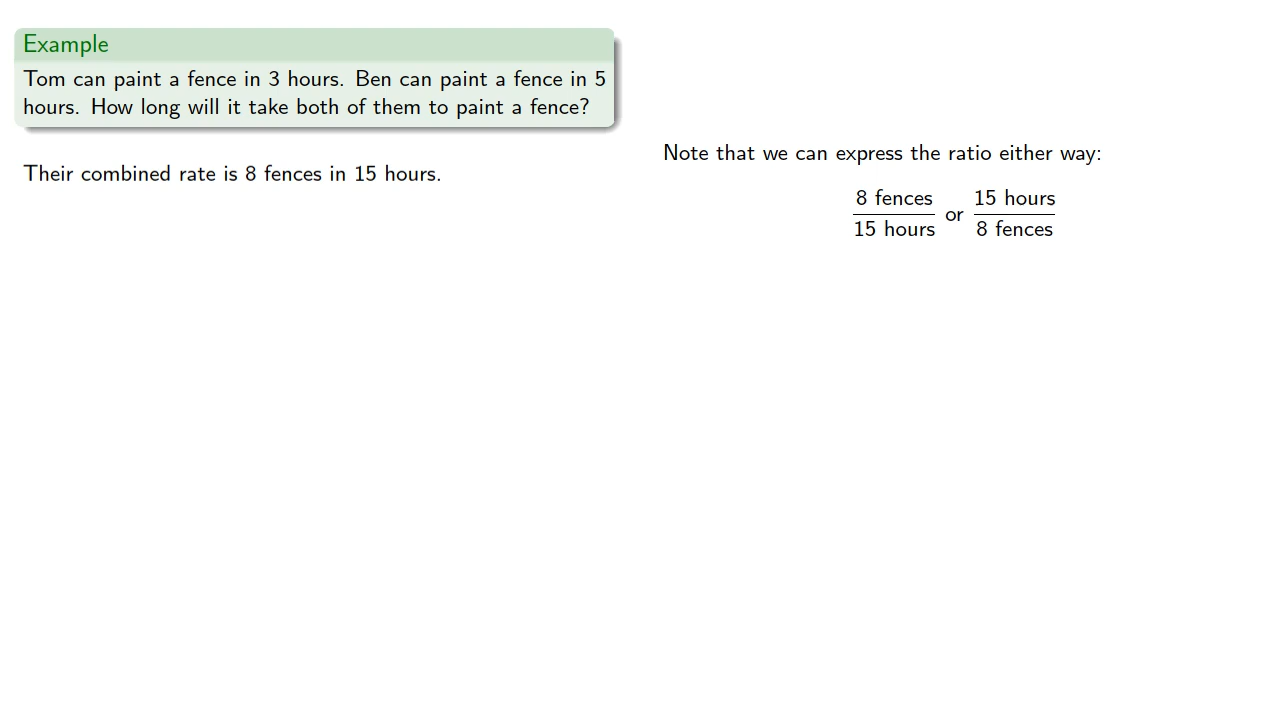 Example
Tom can paint a fence in 3 hours. Ben can paint a fence in 5
hours. How long will it take both of them to paint a fence?
Their combined rate is 8 fences in 15 hours.
Note that we can express the ratio either way:
8 fences / 15 hours or 15 hours / 8 fences